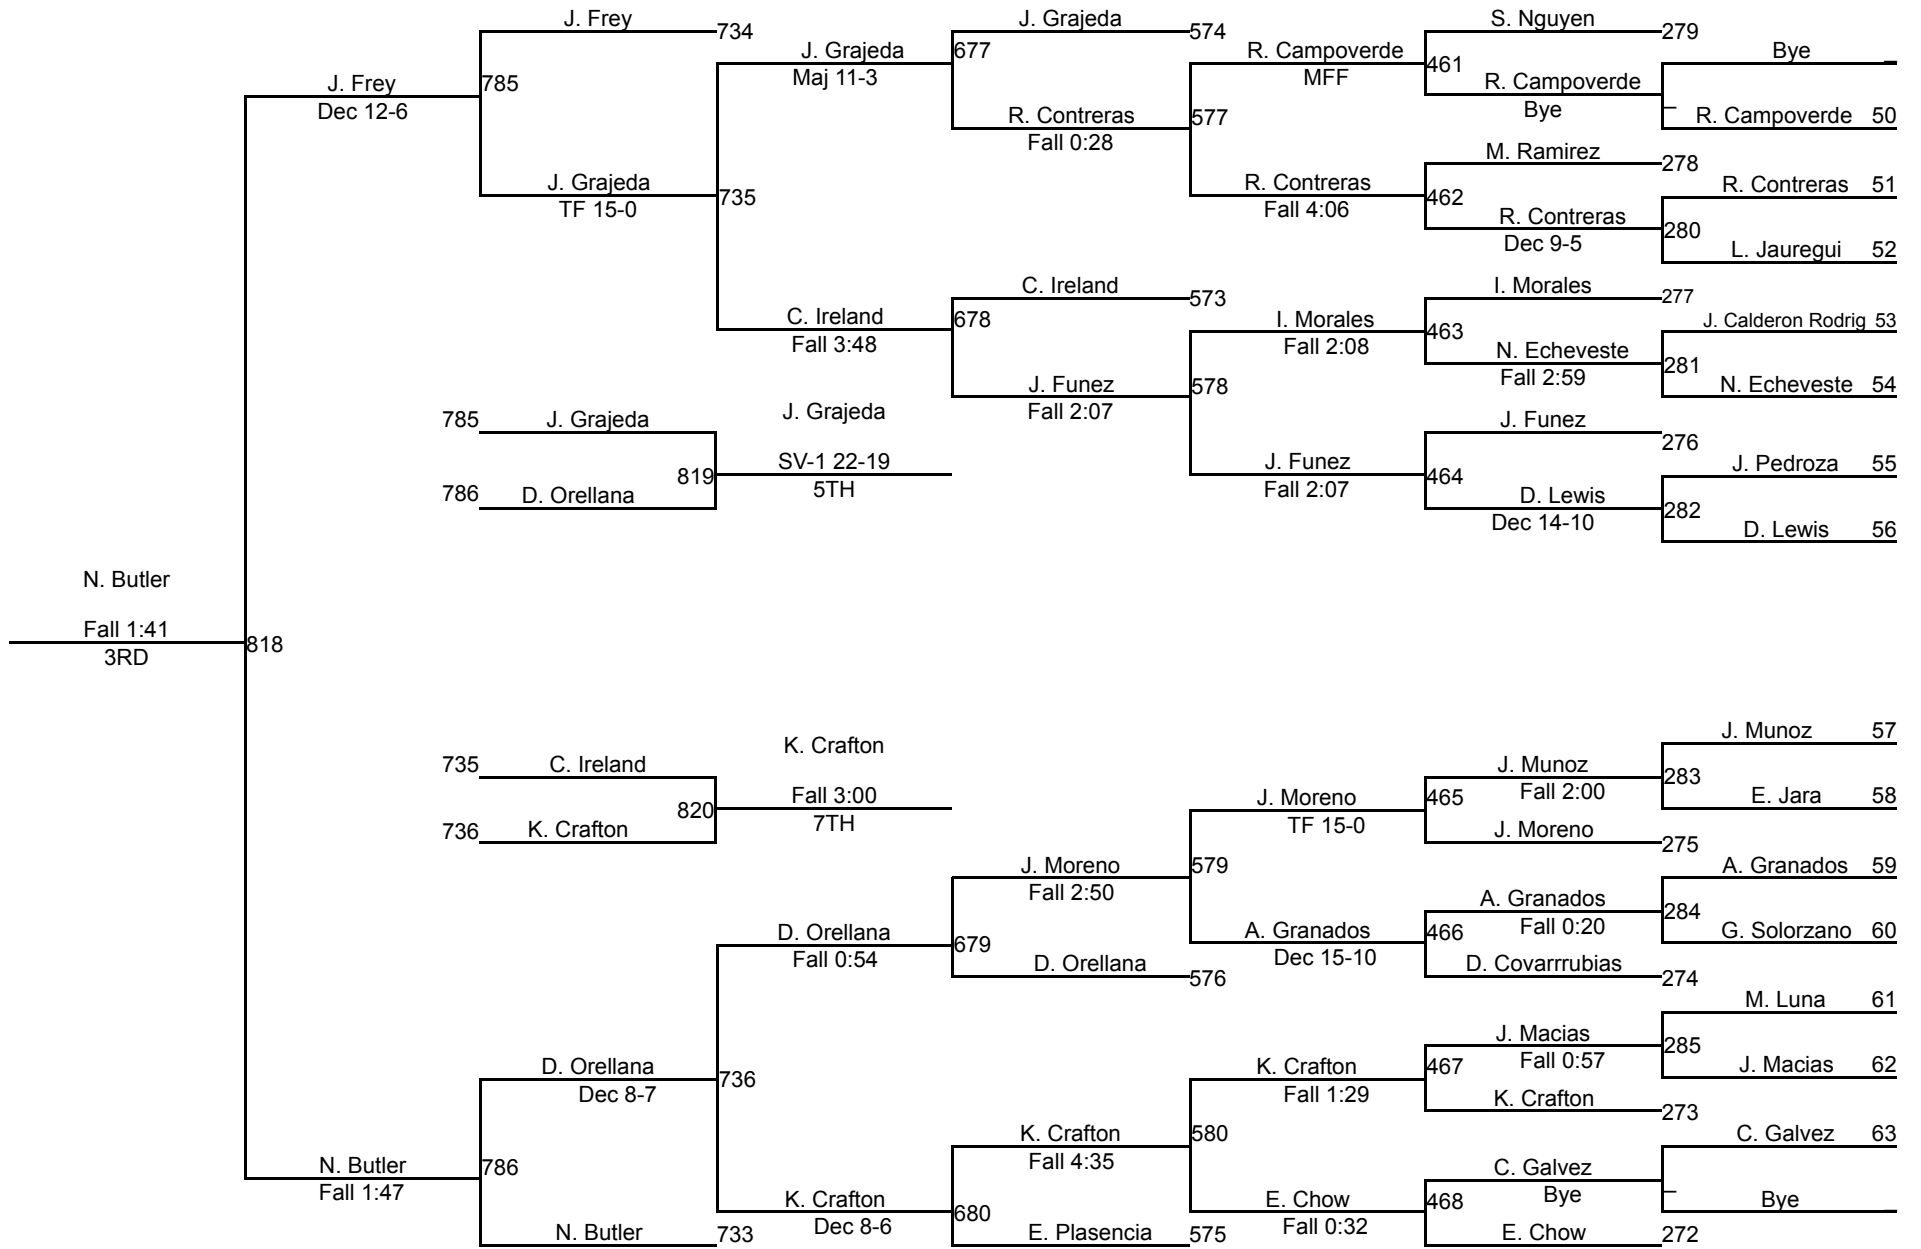 J. Frey
734
J. Frey
Dec 12-6
785
J. Grajeda
TF 15-0
J. Grajeda
Maj 11-3
735
C. Ireland
Fall 3:48
J. Grajeda
574
677
R. Contreras
Fall 0:28
C. Ireland
573
678
J. Funez
Fall 2:07
R. Campoverde
MFF
577
R. Contreras
Fall 4:06
I. Morales
Fall 2:08
578
J. Funez
Fall 2:07
S. Nguyen
279
461
R. Campoverde
Bye
M. Ramirez
278
462
R. Contreras
Dec 9-5
I. Morales
277
463
N. Echeveste
Fall 2:59
J. Funez
276
464
D. Lewis
Dec 14-10
Bye _
_
R. Campoverde 50
R. Contreras 51
280
L. Jauregui 52
J. Calderon Rodrig 53
281
N. Echeveste 54
J. Pedroza 55
282
D. Lewis 56
785 J. Grajeda
819
786 D. Orellana
J. Grajeda
SV-1 22-19
5TH
N. Butler
Fall 1:41
3RD
818
735 C. Ireland
820
736 K. Crafton
K. Crafton
Fall 3:00
7TH
D. Orellana
Dec 8-7
N. Butler
Fall 1:47
786
N. Butler
733
D. Orellana
Fall 0:54
736
K. Crafton
Dec 8-6
J. Moreno
Fall 2:50
679
D. Orellana
576
K. Crafton
Fall 4:35
680
E. Plasencia
575
J. Moreno
TF 15-0
579
A. Granados
Dec 15-10
K. Crafton
Fall 1:29
580
E. Chow
Fall 0:32
J. Munoz
Fall 2:00
465
J. Moreno
275
A. Granados
Fall 0:20
466
D. Covarrrubias
274
J. Macias
Fall 0:57
467
K. Crafton
273
C. Galvez
Bye
468
E. Chow
272
J. Munoz 57
283
E. Jara 58
A. Granados 59
284
G. Solorzano 60
M. Luna 61
285
J. Macias 62
C. Galvez 63
_
Bye _